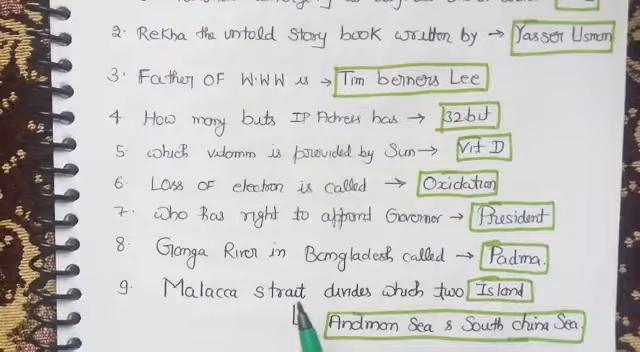 2. Rekha the untold story book written by → Yasser Usman
3. Father OF W.W.W is → Tim berners Lee
4 How many bits IP Adress has → 32 bit
5 which vitamin is provided by Sun → Vit D
6. Loss of electron is called → Oxidation
7. who has right to appoint Governor → President
8. Ganga River in Bangladesh called → Padma.
9. Malacca strait divides which two Island
Andman Sea & South China Sea